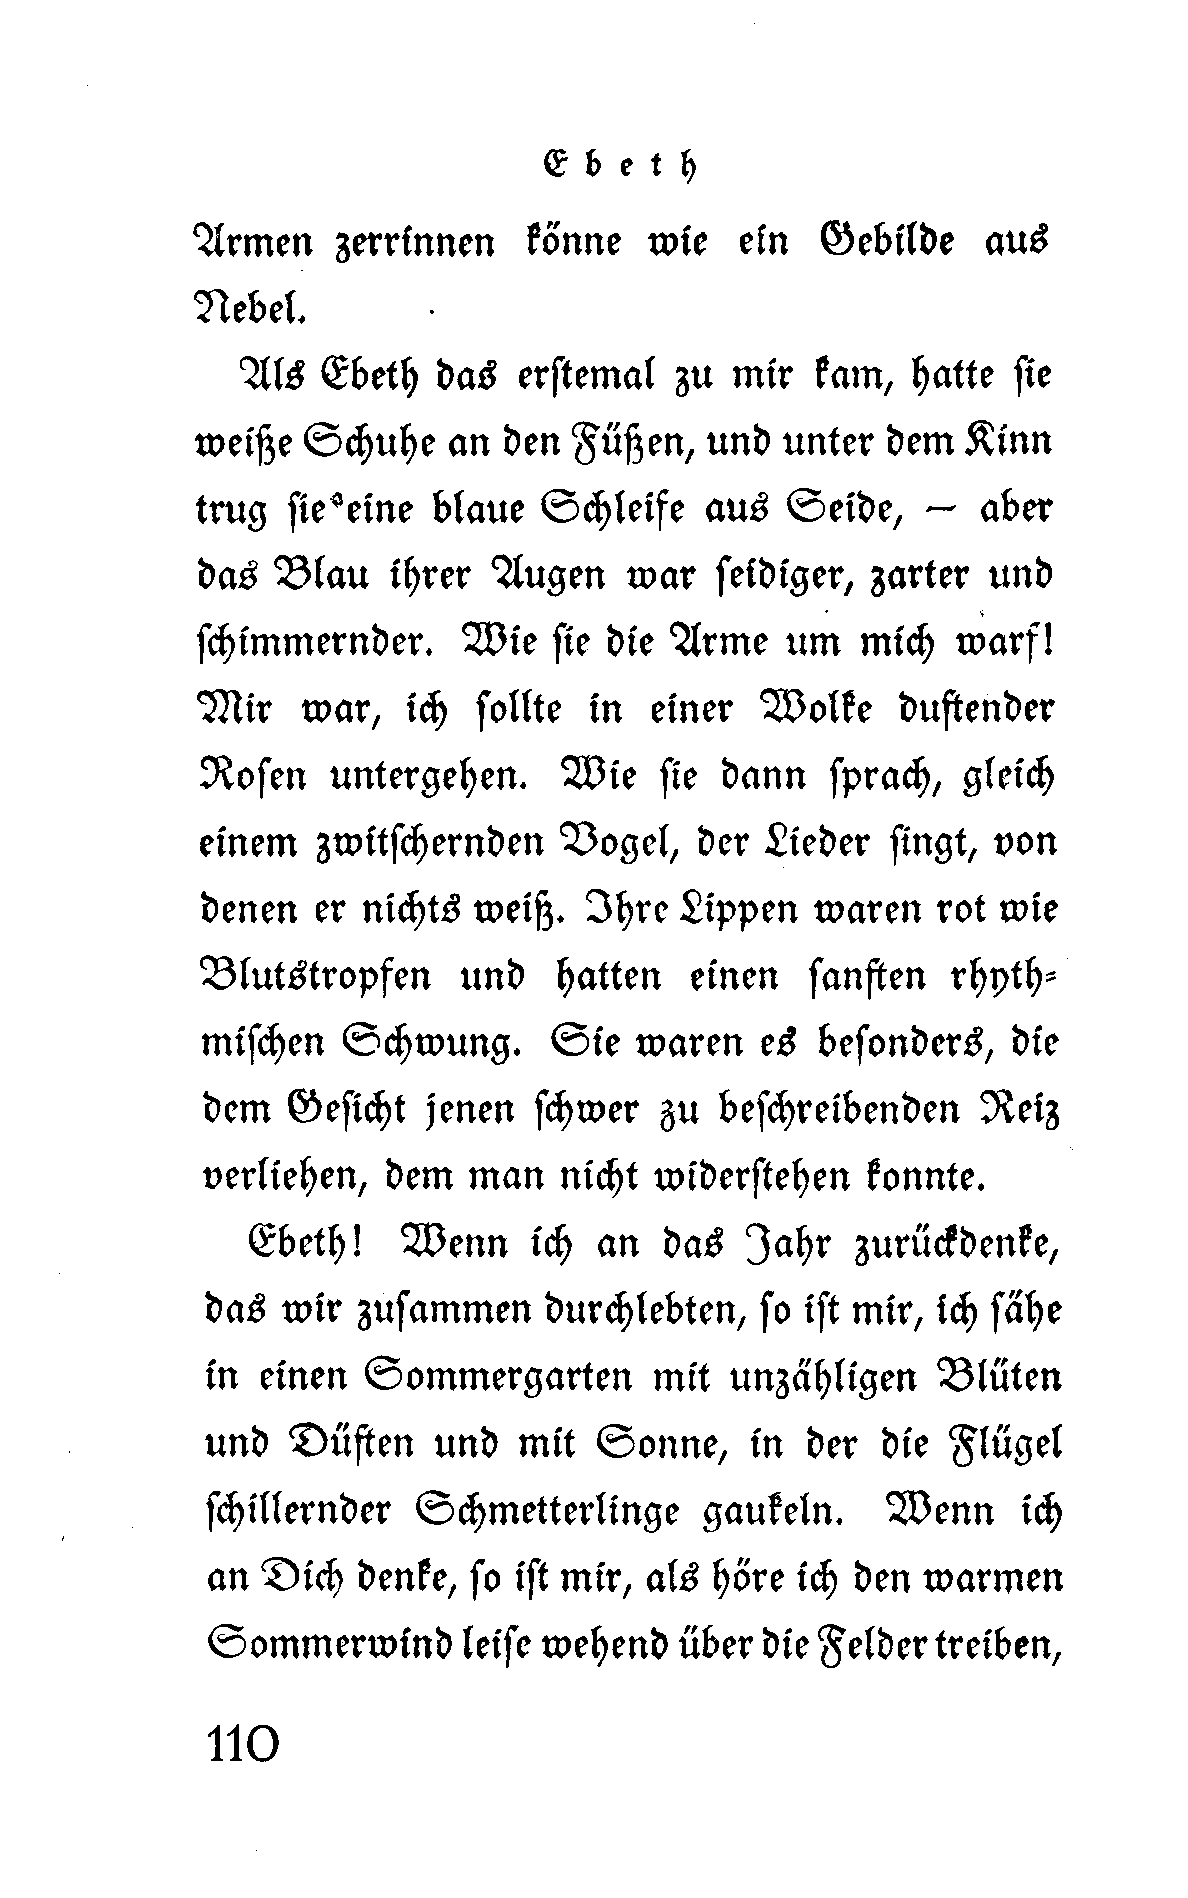 Ebeth
Armen zerrinnen könne wie ein Gebilde aus
Nebel.
Als Ebeth das erstemal zu mir kam, hatte sie
weiße Schuhe an den Füßen, und unter dem Kinn
trug sie eine blaue Schleife aus Seide, — aber
das Blau ihrer Augen war seidiger, zarter und
schimmernder. Wie sie die Arme um mich warf!
Mir war, ich sollte in einer Wolke duftender
Rosen untergehen. Wie sie dann sprach, gleich
einem zwitschernden Vogel, der Lieder singt, von
denen er nichts weiß. Ihre Lippen waren rot wie
Blutstropfen und hatten einen sanften rhyth-
mischen Schwung. Sie waren es besonders, die
dem Gesicht jenen schwer zu beschreibenden Reiz
verliehen, dem man nicht widerstehen konnte.
Ebeth! Wenn ich an das Jahr zurückdenke,
das wir zusammen durchlebten, so ist mir, ich sähe
in einen Sommergarten mit unzähligen Blüten
und Düften und mit Sonne, in der die Flügel
schillernder Schmetterlinge gaukeln. Wenn ich
an Dich denke, so ist mir, als höre ich den warmen
Sommerwind leise wehend über die Felder treiben,
110